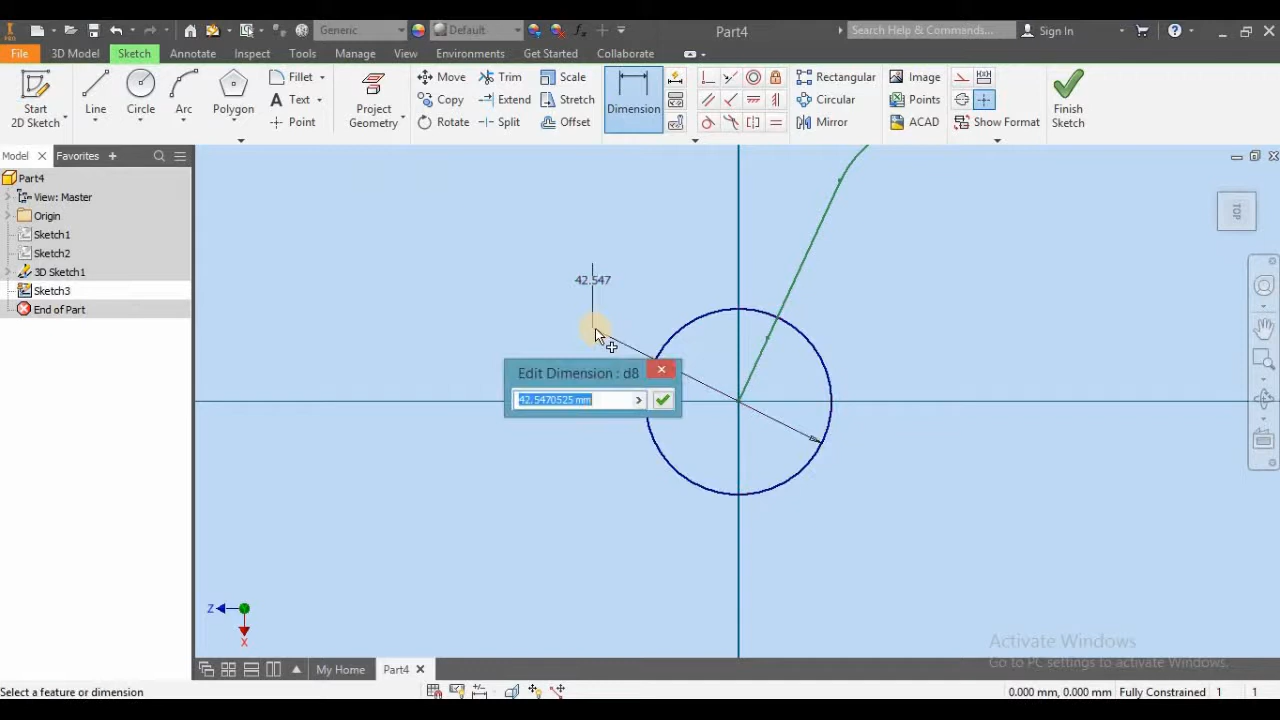 PRO Generic Default Part4 Search Help & Commands... Sign In
File 3D Model Sketch Annotate Inspect Tools Manage View Environments Get Started Collaborate
Start 2D Sketch Line Circle Arc Polygon Fillet Text Point Project Geometry Move Copy Rotate Trim Extend Split Scale Stretch Offset Dimension Rectangular Circular Mirror Image Points ACAD Show Format Finish Sketch
Model Favorites
Part4
View: Master
Origin
Sketch1
Sketch2
3D Sketch1
Sketch3
End of Part
TOP
42.547
Edit Dimension : d8
42.5470525 mm
Z
X
Activate Windows
Go to PC settings to activate Windows.
My Home Part4
Select a feature or dimension 0.000 mm, 0.000 mm Fully Constrained 1 1